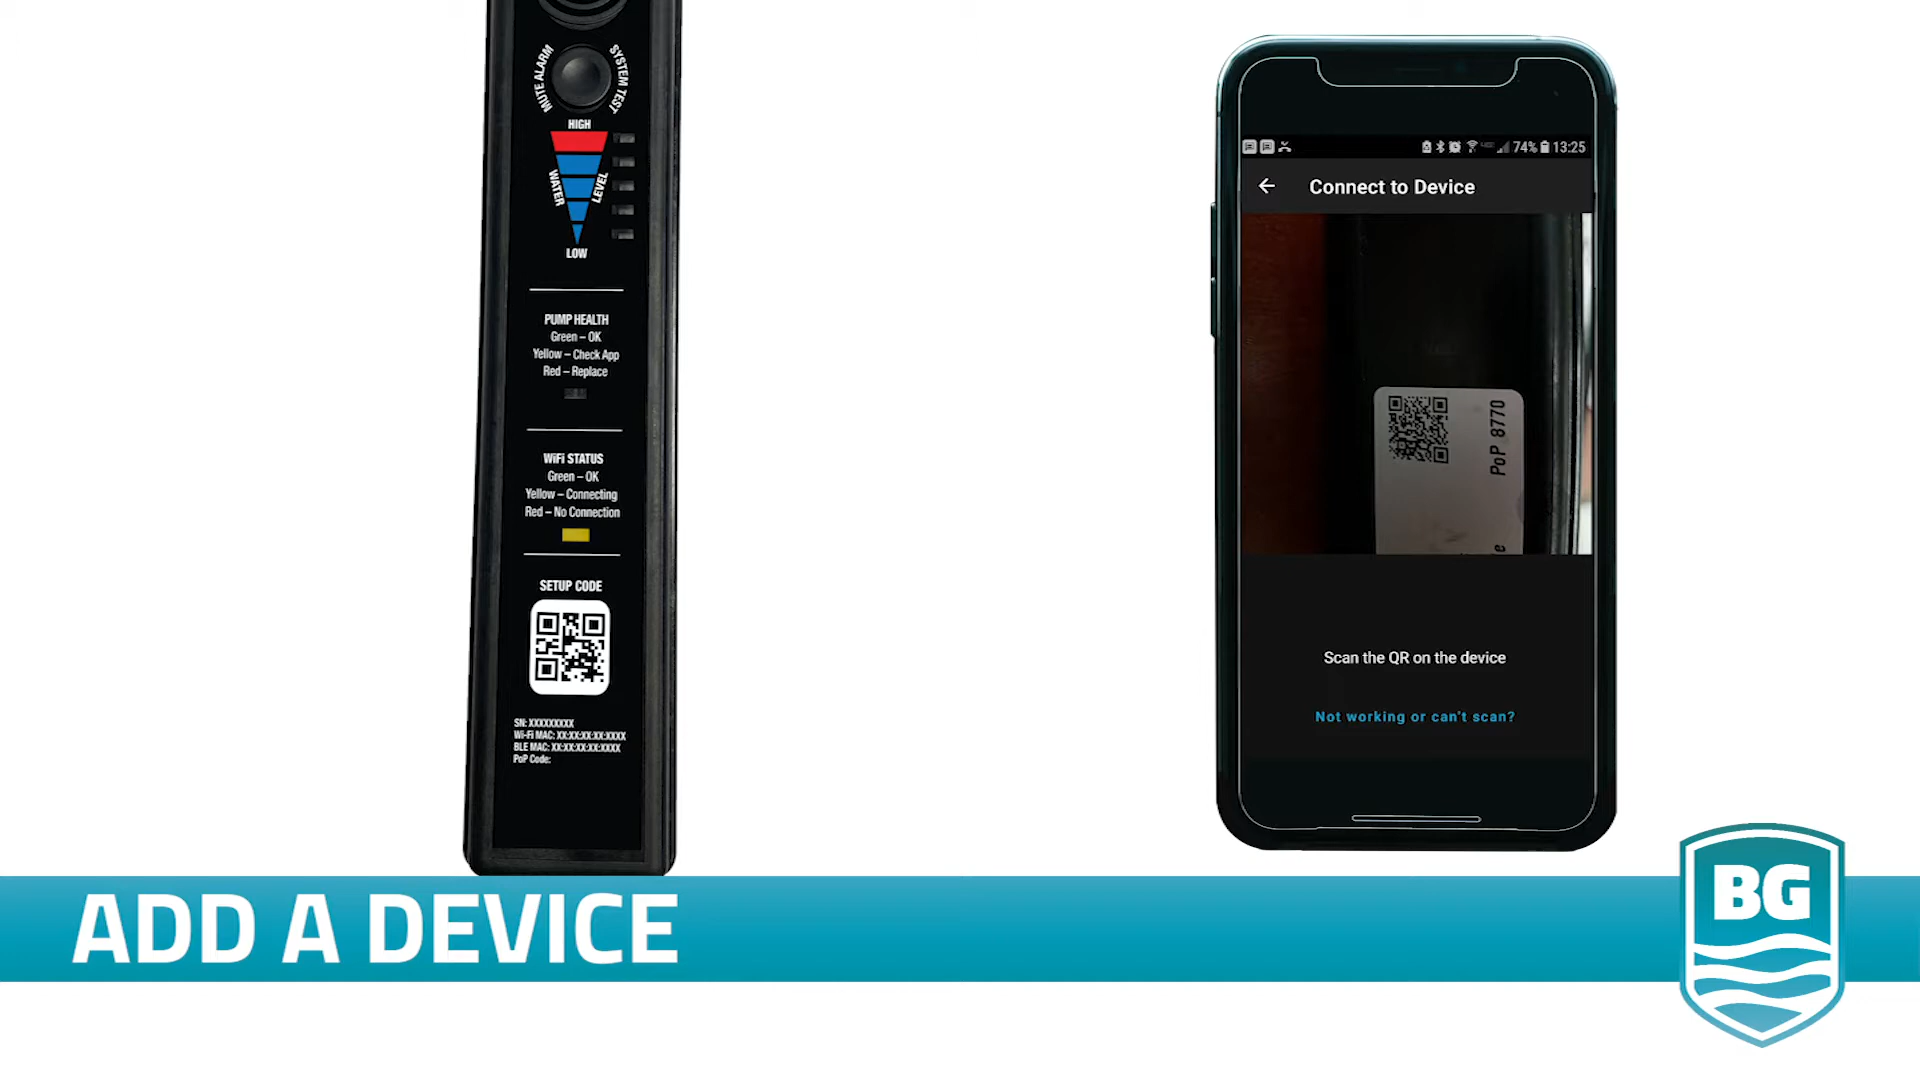 MUTE ALARM
SYSTEM TEST
HIGH
WATER
LEVEL
LOW
PUMP HEALTH
Green – OK
Yellow – Check App
Red – Replace
WiFi STATUS
Green – OK
Yellow – Connecting
Red – No Connection
SETUP CODE
SN: XXXXXXXXX
Wi-Fi MAC: XX:XX:XX:XX:XXXX
BLE MAC: XX:XX:XX:XX:XXXX
PoP Code:
74% 13:25
Connect to Device
PoP 8770
Scan the QR on the device
Not working or can't scan?
ADD A DEVICE
BG